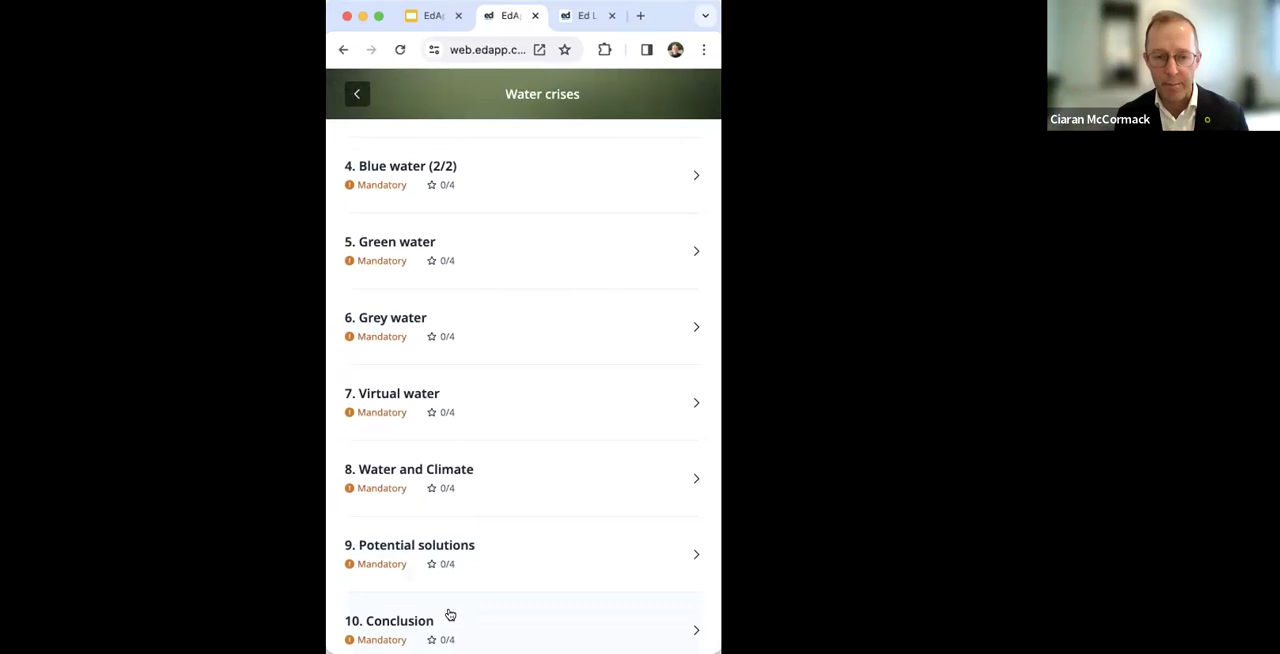 EdA
EdA
Ed L
web.edapp.c...
Water crises
4. Blue water (2/2)
Mandatory 0/4
5. Green water
Mandatory 0/4
6. Grey water
Mandatory 0/4
7. Virtual water
Mandatory 0/4
8. Water and Climate
Mandatory 0/4
9. Potential solutions
Mandatory 0/4
10. Conclusion
Mandatory 0/4
Ciaran McCormack